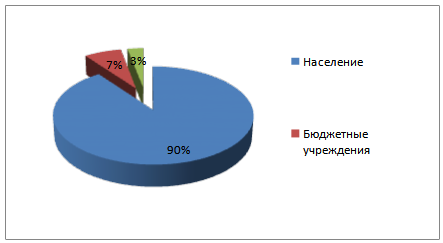 3%
7%
90%
Население
Бюджетные
учреждения